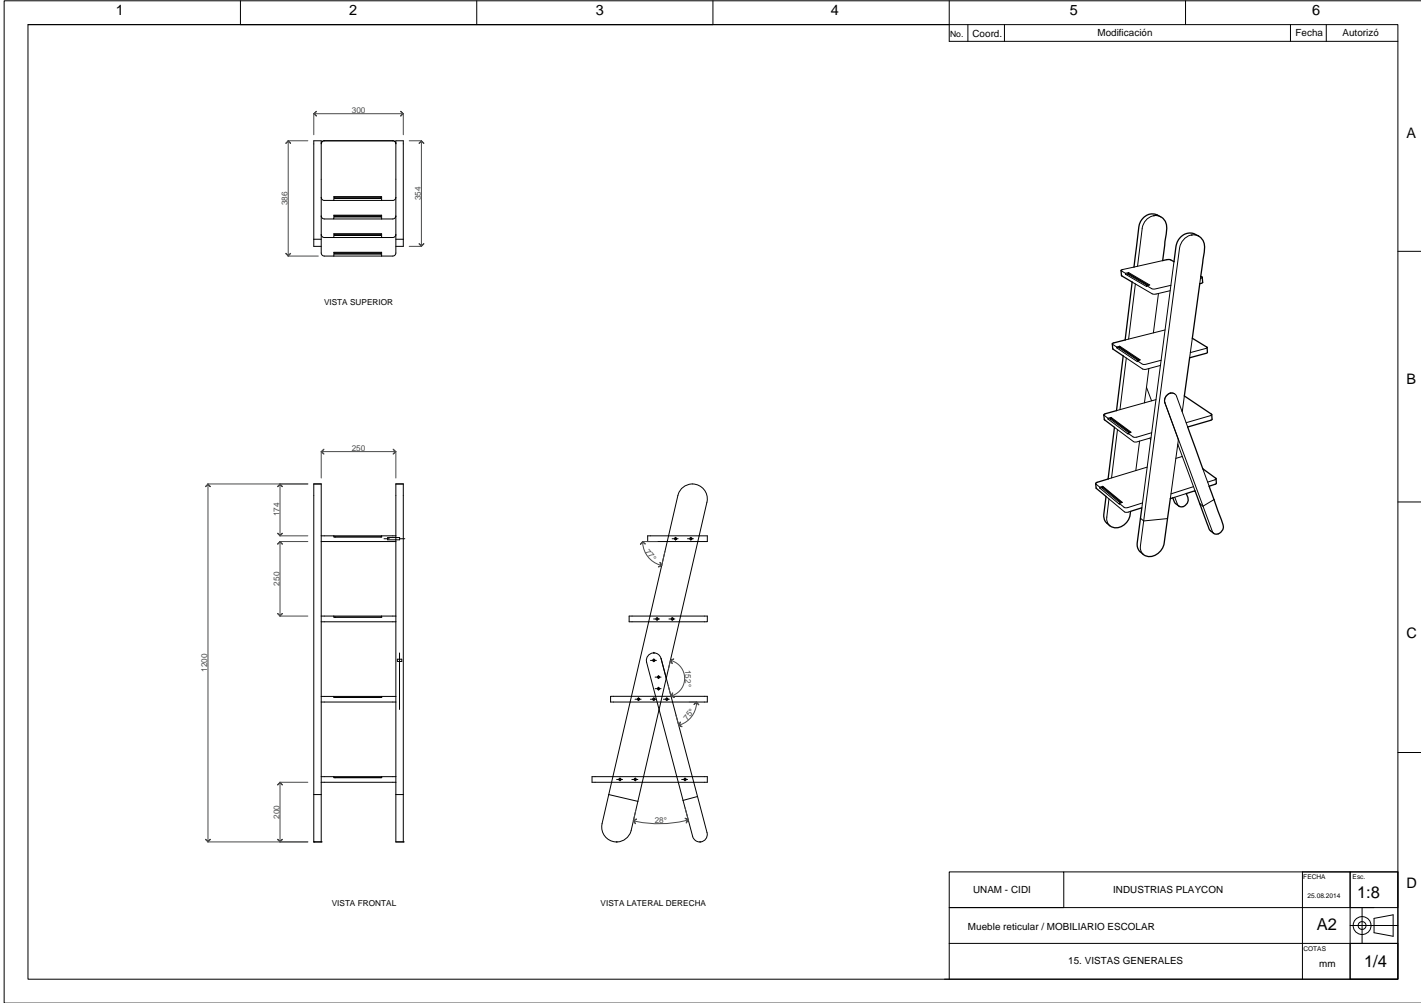 1 2 3 4 5 6
No. Coord. Modificación Fecha Autorizó
A
300
386
354
VISTA SUPERIOR
B
250
174
250
1200
200
VISTA FRONTAL
77°
152°
75°
28°
VISTA LATERAL DERECHA
C
D
UNAM - CIDI INDUSTRIAS PLAYCON FECHA 25.08.2014 Esc. 1:8
Mueble reticular / MOBILIARIO ESCOLAR A2
15. VISTAS GENERALES COTAS mm 1/4